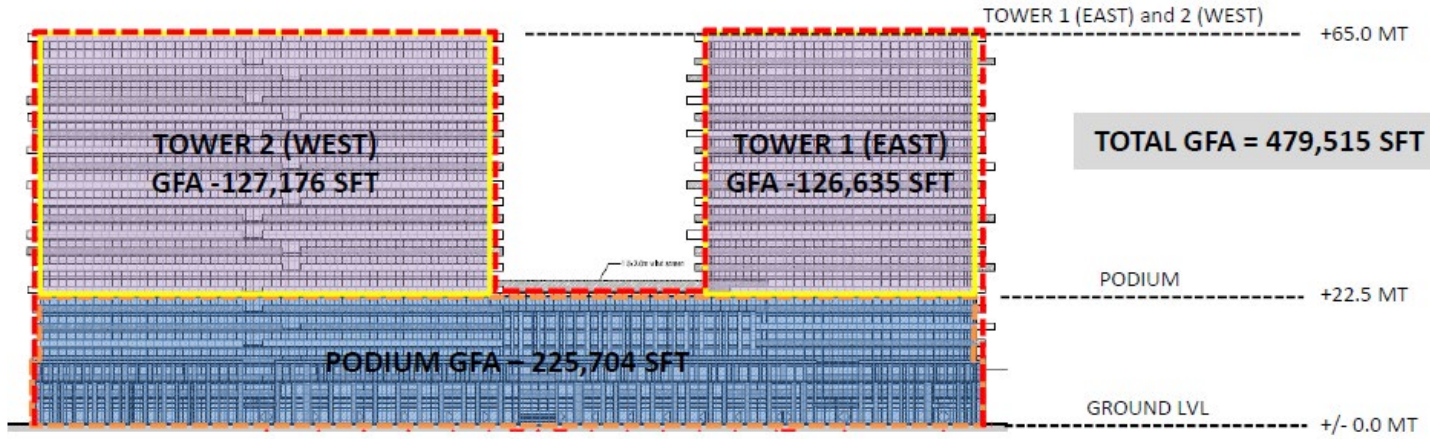 TOWER 1 (EAST) and 2 (WEST)
+65.0 MT
TOWER 2 (WEST)
GFA -127,176 SFT
TOWER 1 (EAST)
GFA -126,635 SFT
TOTAL GFA = 479,515 SFT
PODIUM
+22.5 MT
PODIUM GFA – 225,704 SFT
GROUND LVL
+/- 0.0 MT